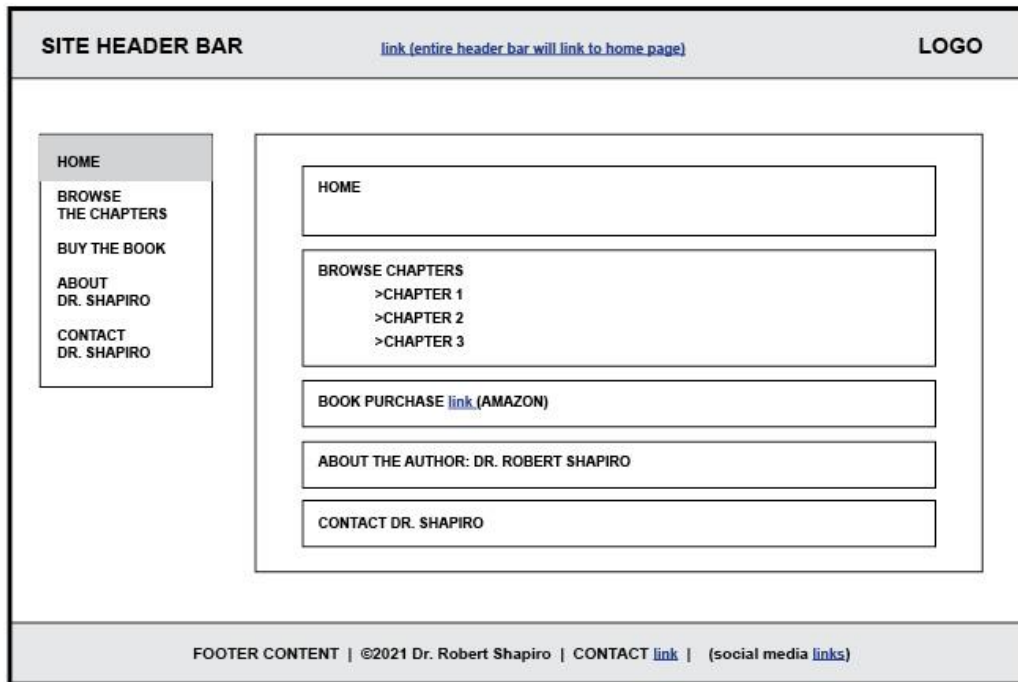 SITE HEADER BAR link (entire header bar will link to home page) LOGO
HOME
BROWSE
THE CHAPTERS
BUY THE BOOK
ABOUT
DR. SHAPIRO
CONTACT
DR. SHAPIRO
HOME
BROWSE CHAPTERS
>CHAPTER 1
>CHAPTER 2
>CHAPTER 3
BOOK PURCHASE link (AMAZON)
ABOUT THE AUTHOR: DR. ROBERT SHAPIRO
CONTACT DR. SHAPIRO
FOOTER CONTENT | ©2021 Dr. Robert Shapiro | CONTACT link | (social media links)